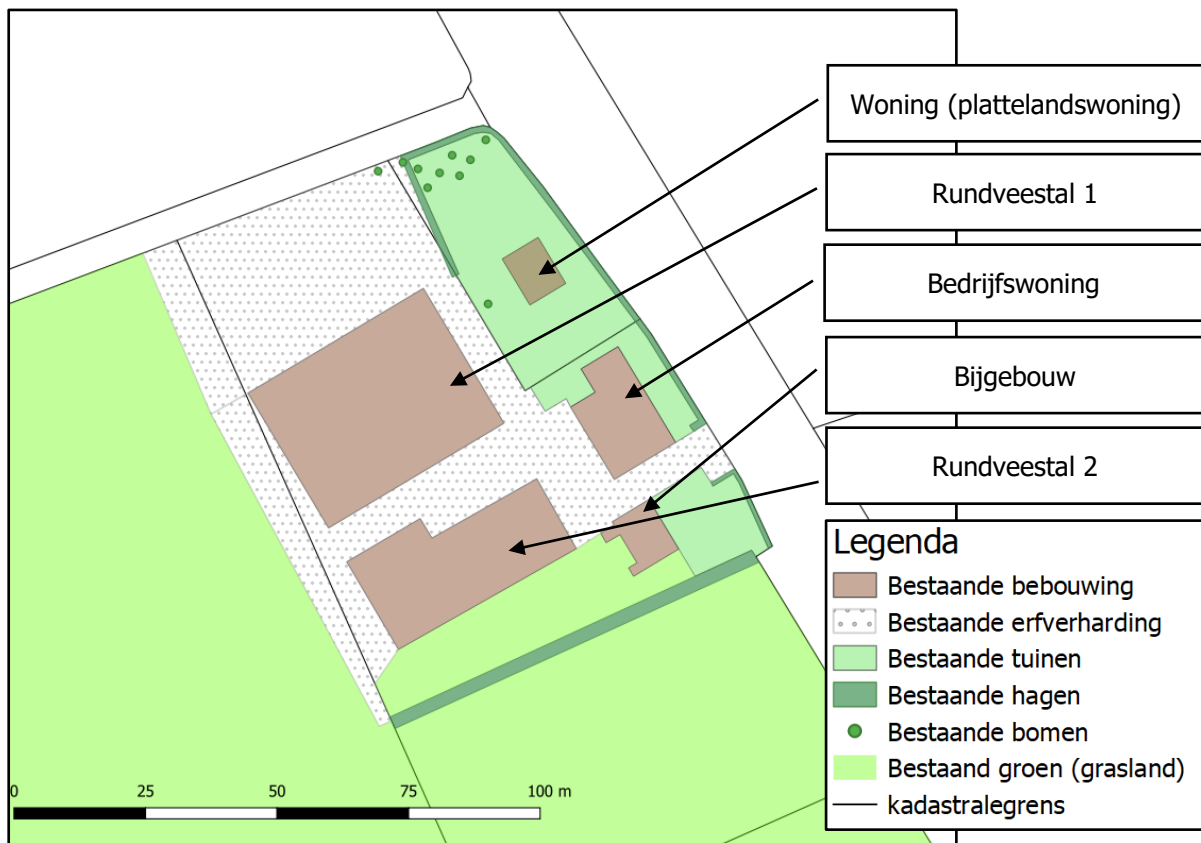 Woning (plattelandswoning)
Rundveestal 1
Bedrijfswoning
Bijgebouw
Rundveestal 2
Legenda
Bestaande bebouwing
Bestaande erfverharding
Bestaande tuinen
Bestaande hagen
Bestaande bomen
Bestaand groen (grasland)
kadastralegrens
0 25 50 75 100 m